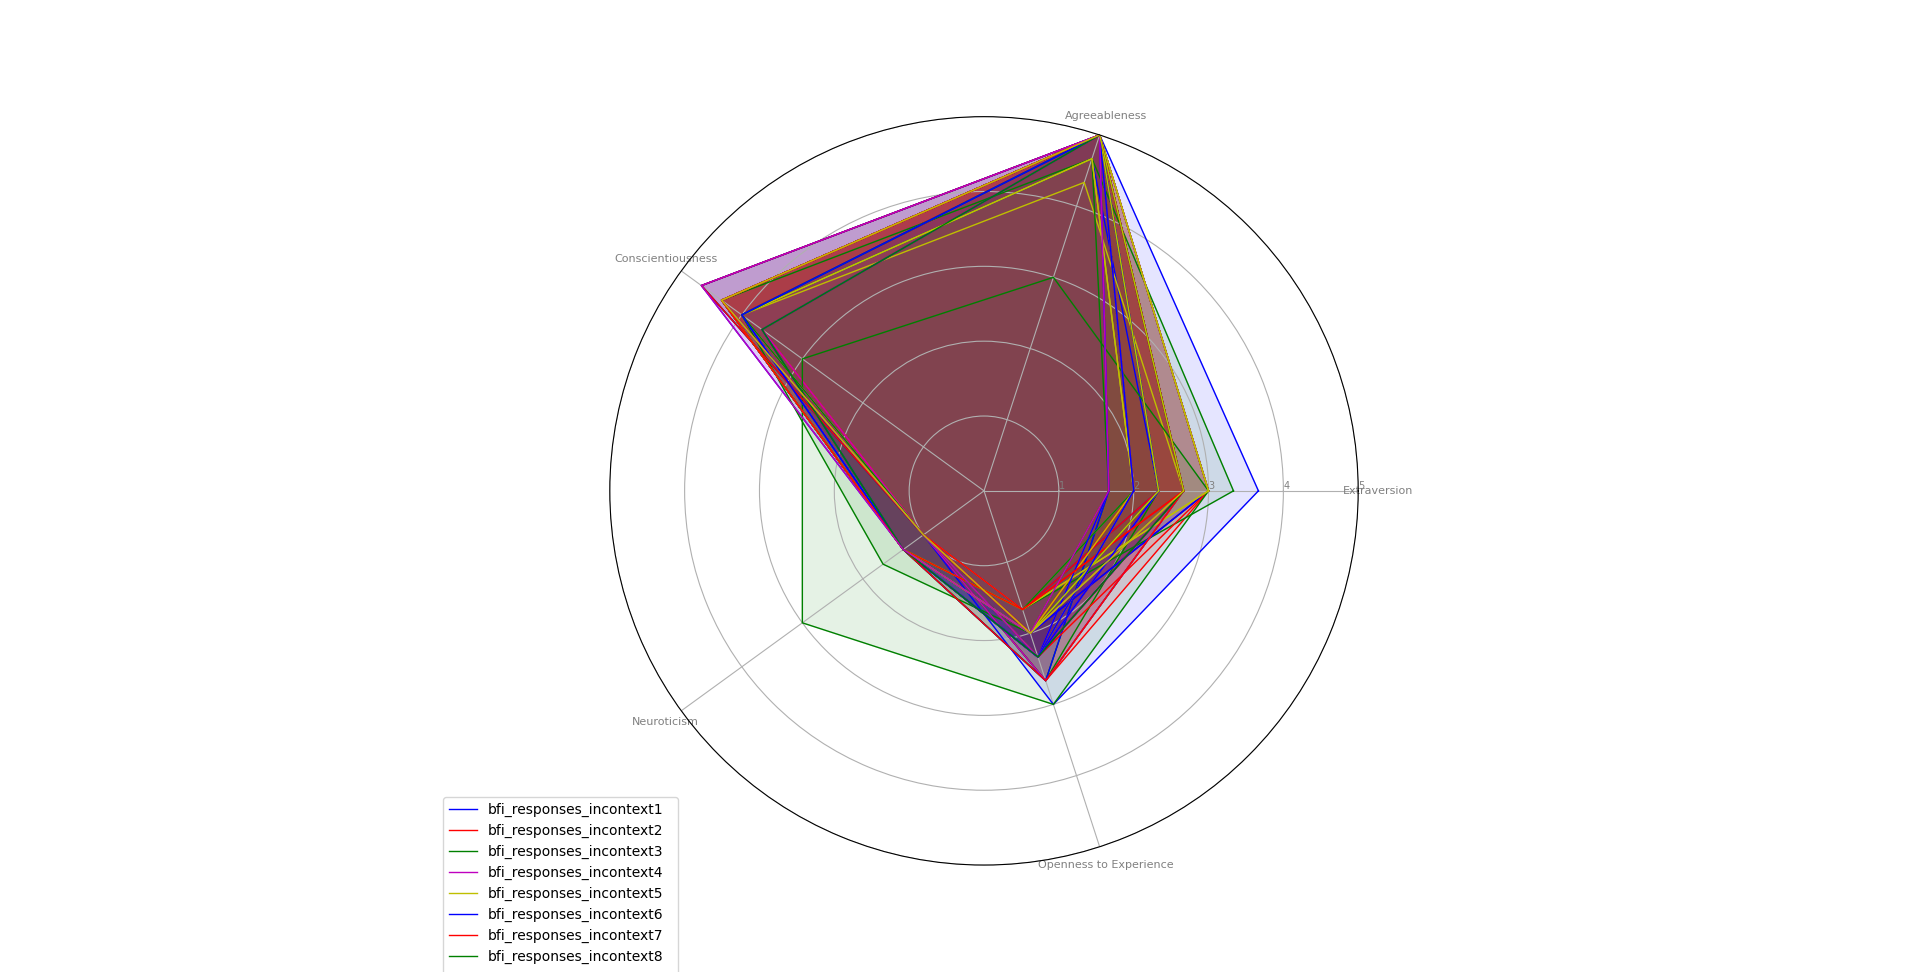 Agreeableness
Conscientiousness
1
2
3
4
5
Extraversion
Neuroticism
Openness to Experience
bfi_responses_incontext1
bfi_responses_incontext2
bfi_responses_incontext3
bfi_responses_incontext4
bfi_responses_incontext5
bfi_responses_incontext6
bfi_responses_incontext7
bfi_responses_incontext8